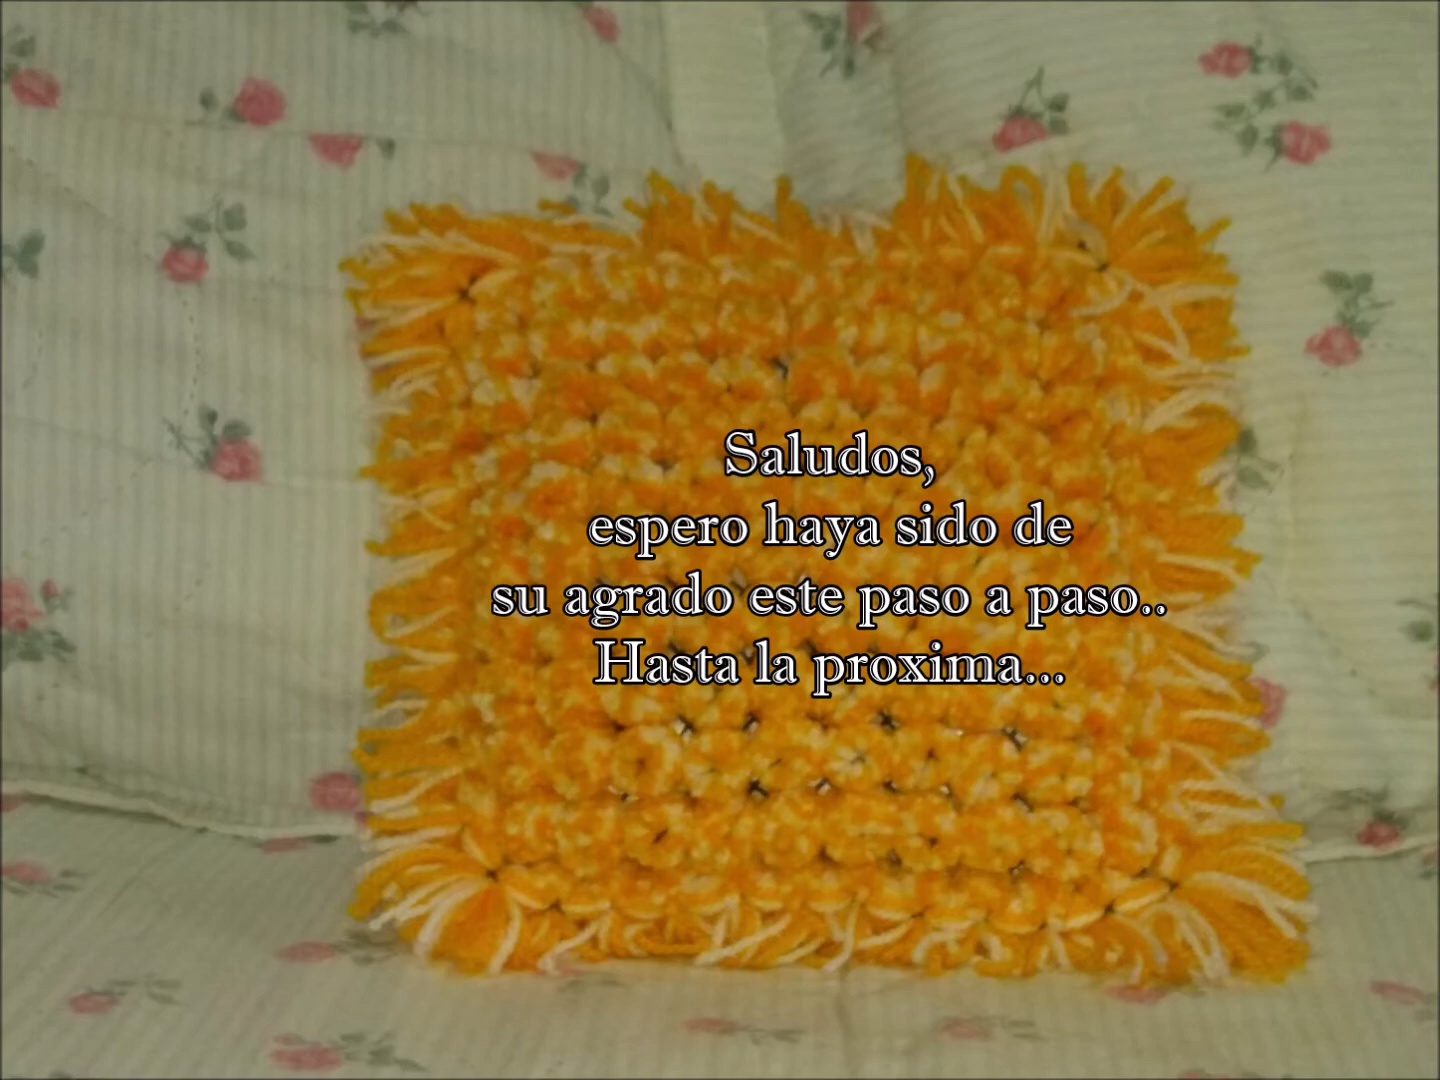 Saludos,
espero haya sido de
su agrado este paso a paso..
Hasta la proxima...